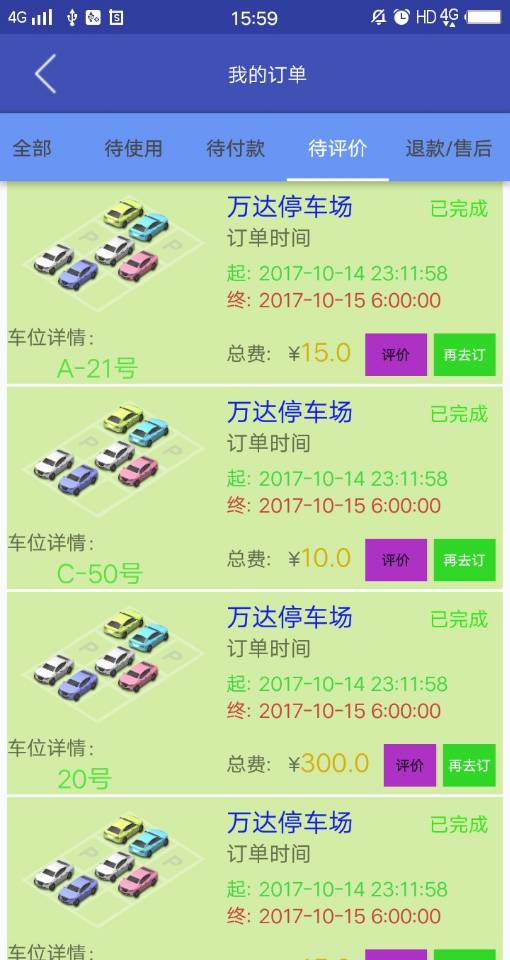 4G 15:59 HD 4G
我的订单
全部 待使用 待付款 待评价 退款/售后
万达停车场 已完成
订单时间
起: 2017-10-14 23:11:58
终: 2017-10-15 6:00:00
车位详情:
A-21号
总费: ¥15.0 评价 再去订
万达停车场 已完成
订单时间
起: 2017-10-14 23:11:58
终: 2017-10-15 6:00:00
车位详情:
C-50号
总费: ¥10.0 评价 再去订
万达停车场 已完成
订单时间
起: 2017-10-14 23:11:58
终: 2017-10-15 6:00:00
车位详情:
20号
总费: ¥300.0 评价 再去订
万达停车场 已完成
订单时间
起: 2017-10-14 23:11:58
终: 2017-10-15 6:00:00
车位详情: